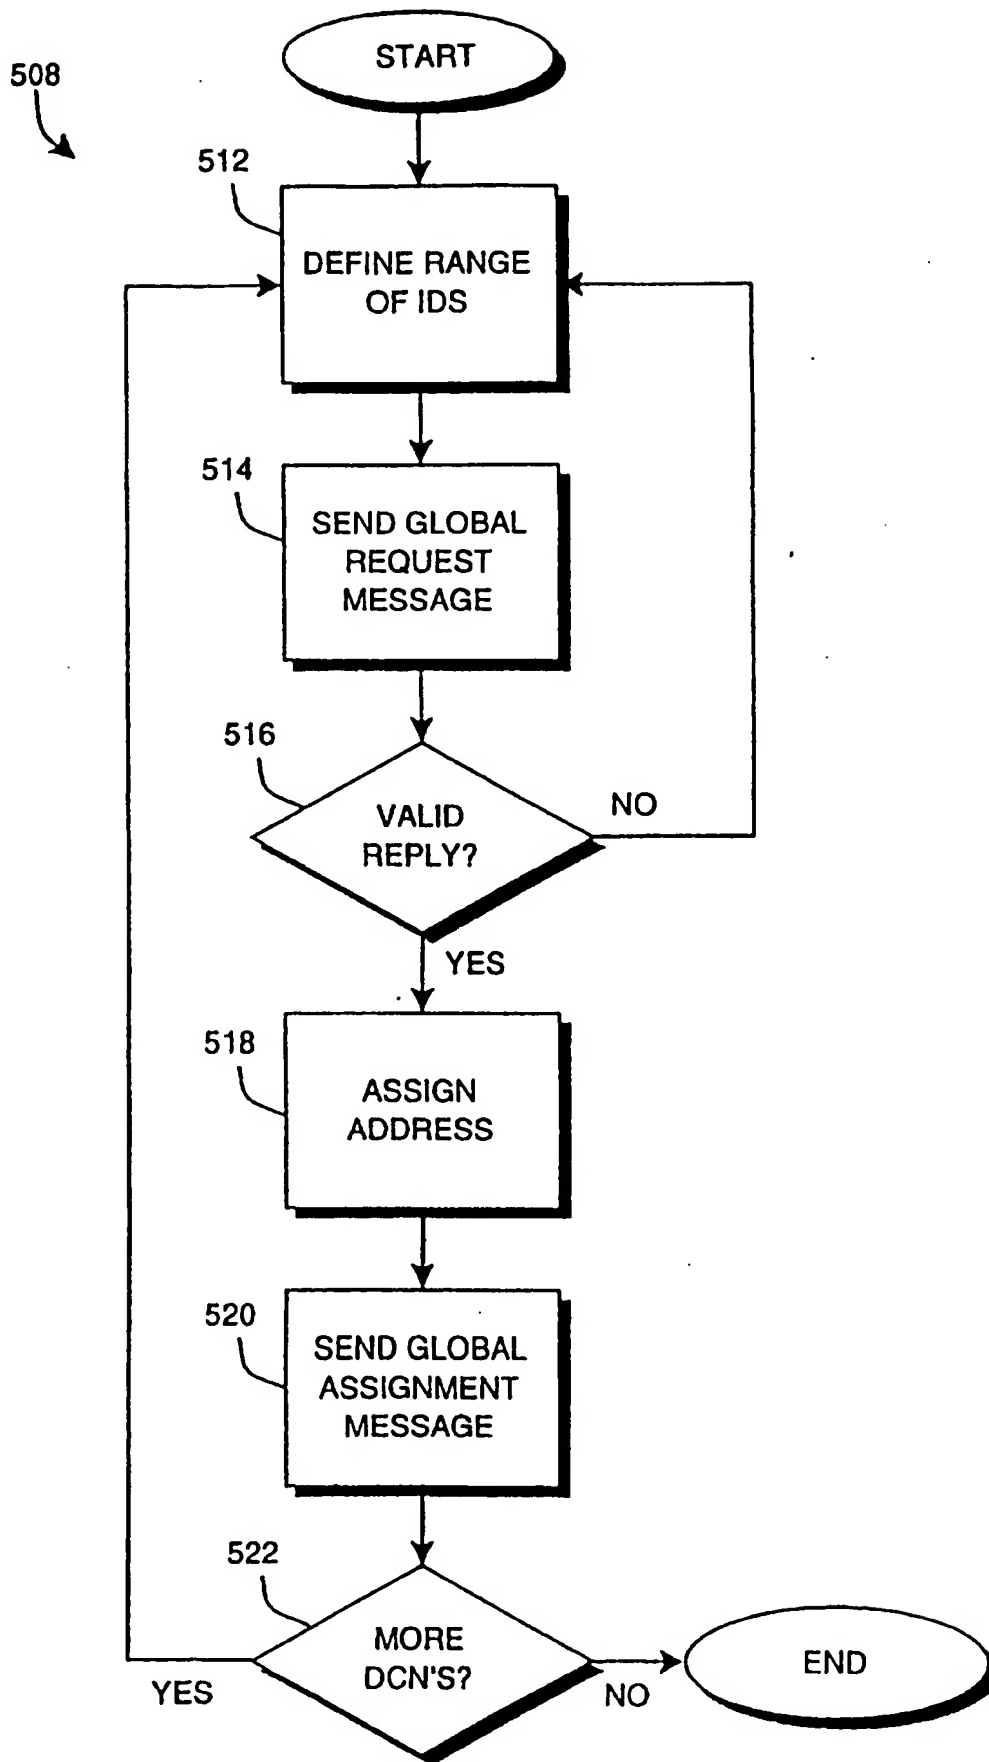 START
508
512
DEFINE RANGE
OF IDS
514
SEND GLOBAL
REQUEST
MESSAGE
516
VALID
REPLY?
NO
YES
518
ASSIGN
ADDRESS
520
SEND GLOBAL
ASSIGNMENT
MESSAGE
522
MORE
DCN'S?
YES
NO
END